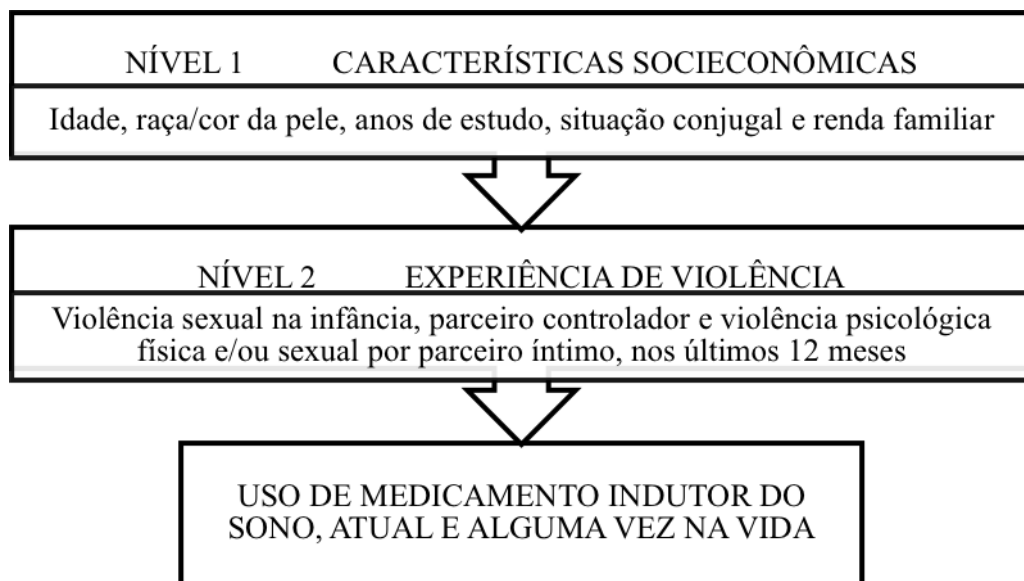 NÍVEL 1 CARACTERÍSTICAS SOCIECONÔMICAS
Idade, raça/cor da pele, anos de estudo, situação conjugal e renda familiar
NÍVEL 2 EXPERIÊNCIA DE VIOLÊNCIA
Violência sexual na infância, parceiro controlador e violência psicológica
física e/ou sexual por parceiro íntimo, nos últimos 12 meses
USO DE MEDICAMENTO INDUTOR DO
SONO, ATUAL E ALGUMA VEZ NA VIDA